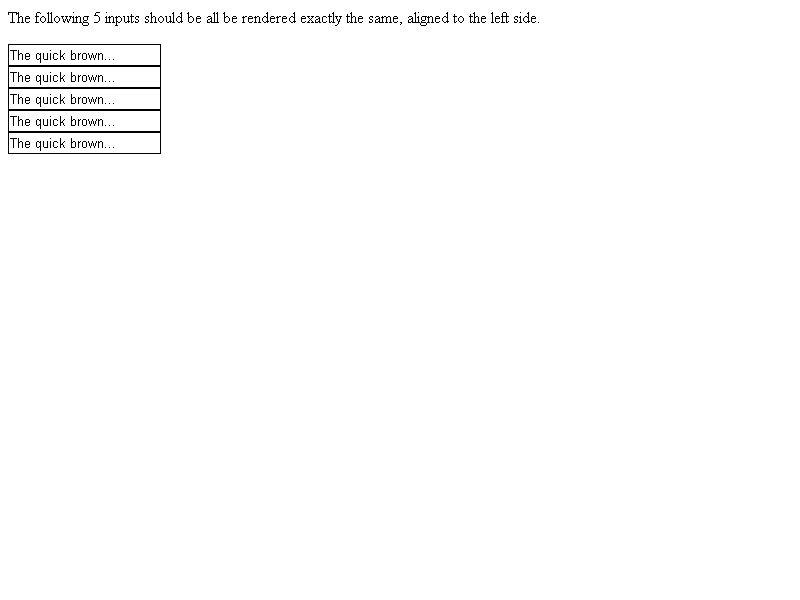 The following 5 inputs should be all be rendered exactly the same, aligned to the left side.
The quick brown...
The quick brown...
The quick brown...
The quick brown...
The quick brown...